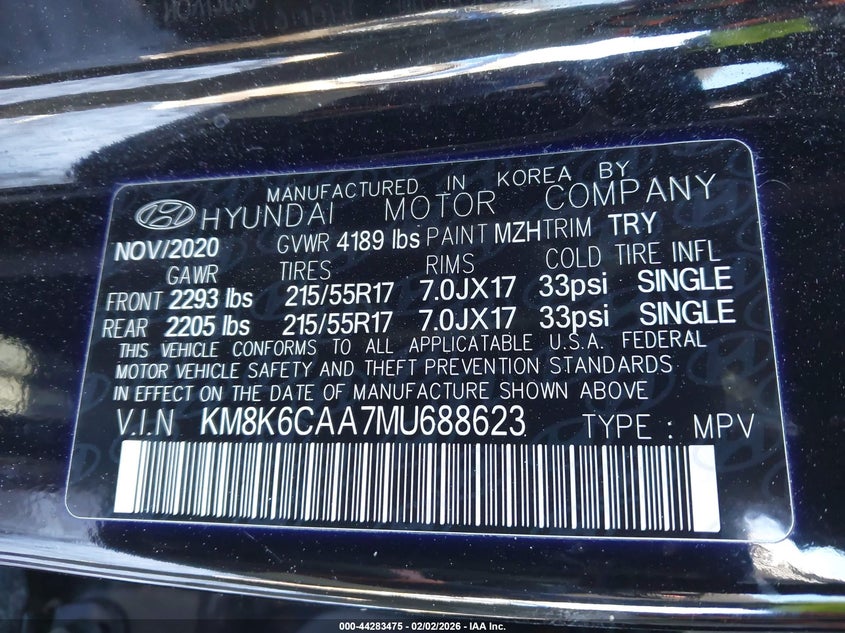 MANUFACTURED IN KOREA BY
HYUNDAI MOTOR COMPANY
NOV/2020 GVWR 4189 lbs PAINT MZH TRIM TRY
GAWR TIRES RIMS COLD TIRE INFL
FRONT 2293 lbs 215/55R17 7.0JX17 33psi SINGLE
REAR 2205 lbs 215/55R17 7.0JX17 33psi SINGLE
THIS VEHICLE CONFORMS TO ALL APPLICATABLE U.S.A. FEDERAL
MOTOR VEHICLE SAFETY AND THEFT PREVENTION STANDARDS
IN EFFECT ON THE DATE OF MANUFACTURE SHOWN ABOVE
V.I.N KM8K6CAA7MU688623 TYPE : MPV
000-44283475 - 02/02/2026 - IAA Inc.